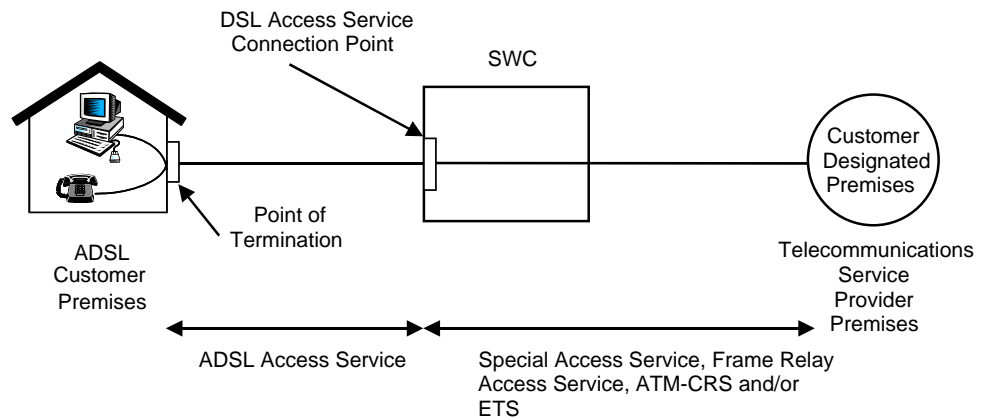 DSL Access Service
Connection Point
SWC
Customer
Designated
Premises
Point of
Termination
ADSL
Customer
Premises
Telecommunications
Service
Provider
Premises
ADSL Access Service
Special Access Service, Frame Relay
Access Service, ATM-CRS and/or
ETS